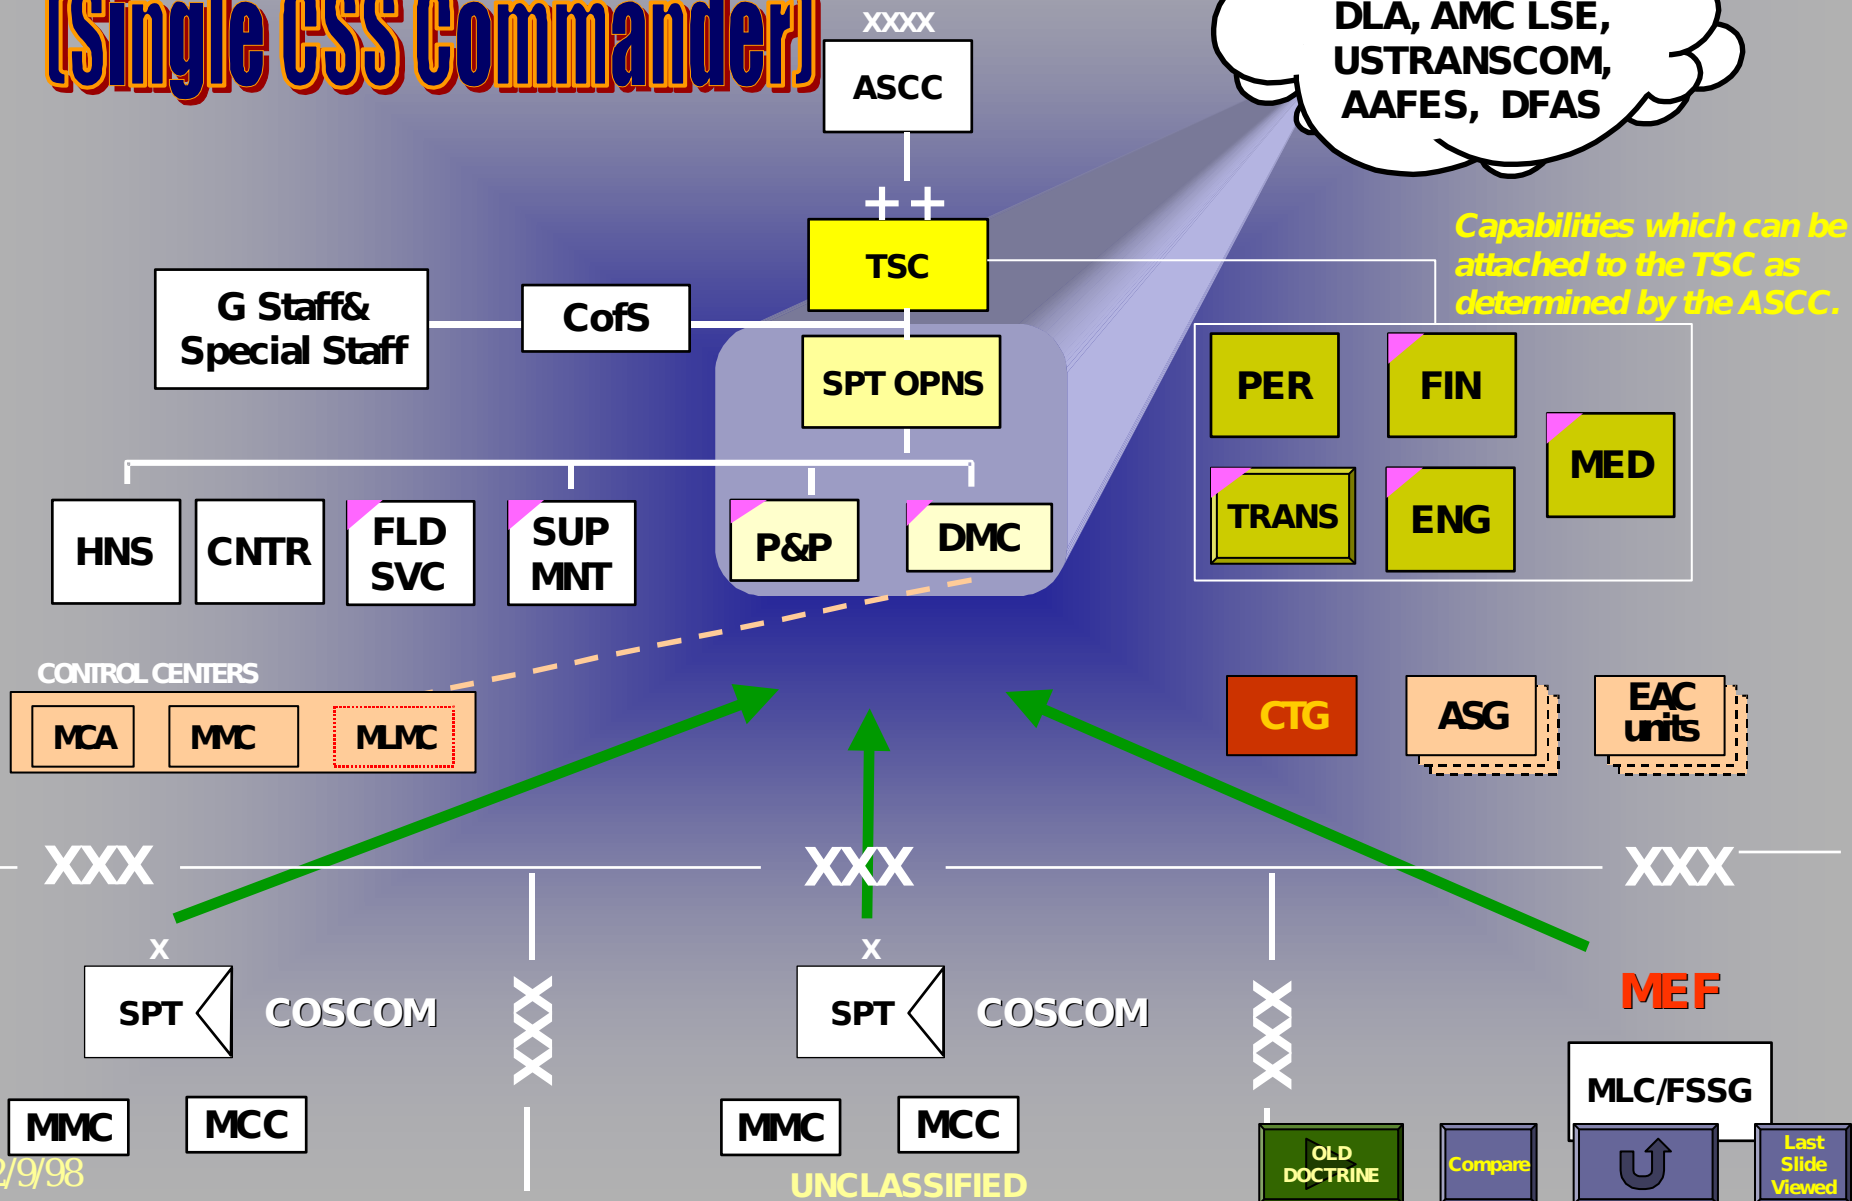 (Single CSS Commander)
XXXX
ASCC
DLA, AMC LSE,
USTRANSCOM,
AAFES, DFAS
++
TSC
Capabilities which can be
attached to the TSC as
determined by the ASCC.
G Staff&
Special Staff
CofS
SPT OPNS
PER
FIN
MED
TRANS
ENG
HNS
CNTR
FLD
SVC
SUP
MNT
P&P
DMC
CONTROL CENTERS
MCA
MMC
MLMC
CTG
ASG
EAC
units
XXX
XXX
XXX
X
SPT
COSCOM
XXX
X
SPT
COSCOM
XXX
MEF
MLC/FSSG
MMC
MCC
MMC
MCC
2/9/98
UNCLASSIFIED
OLD
DOCTRINE
Compare
Last
Slide
Viewed